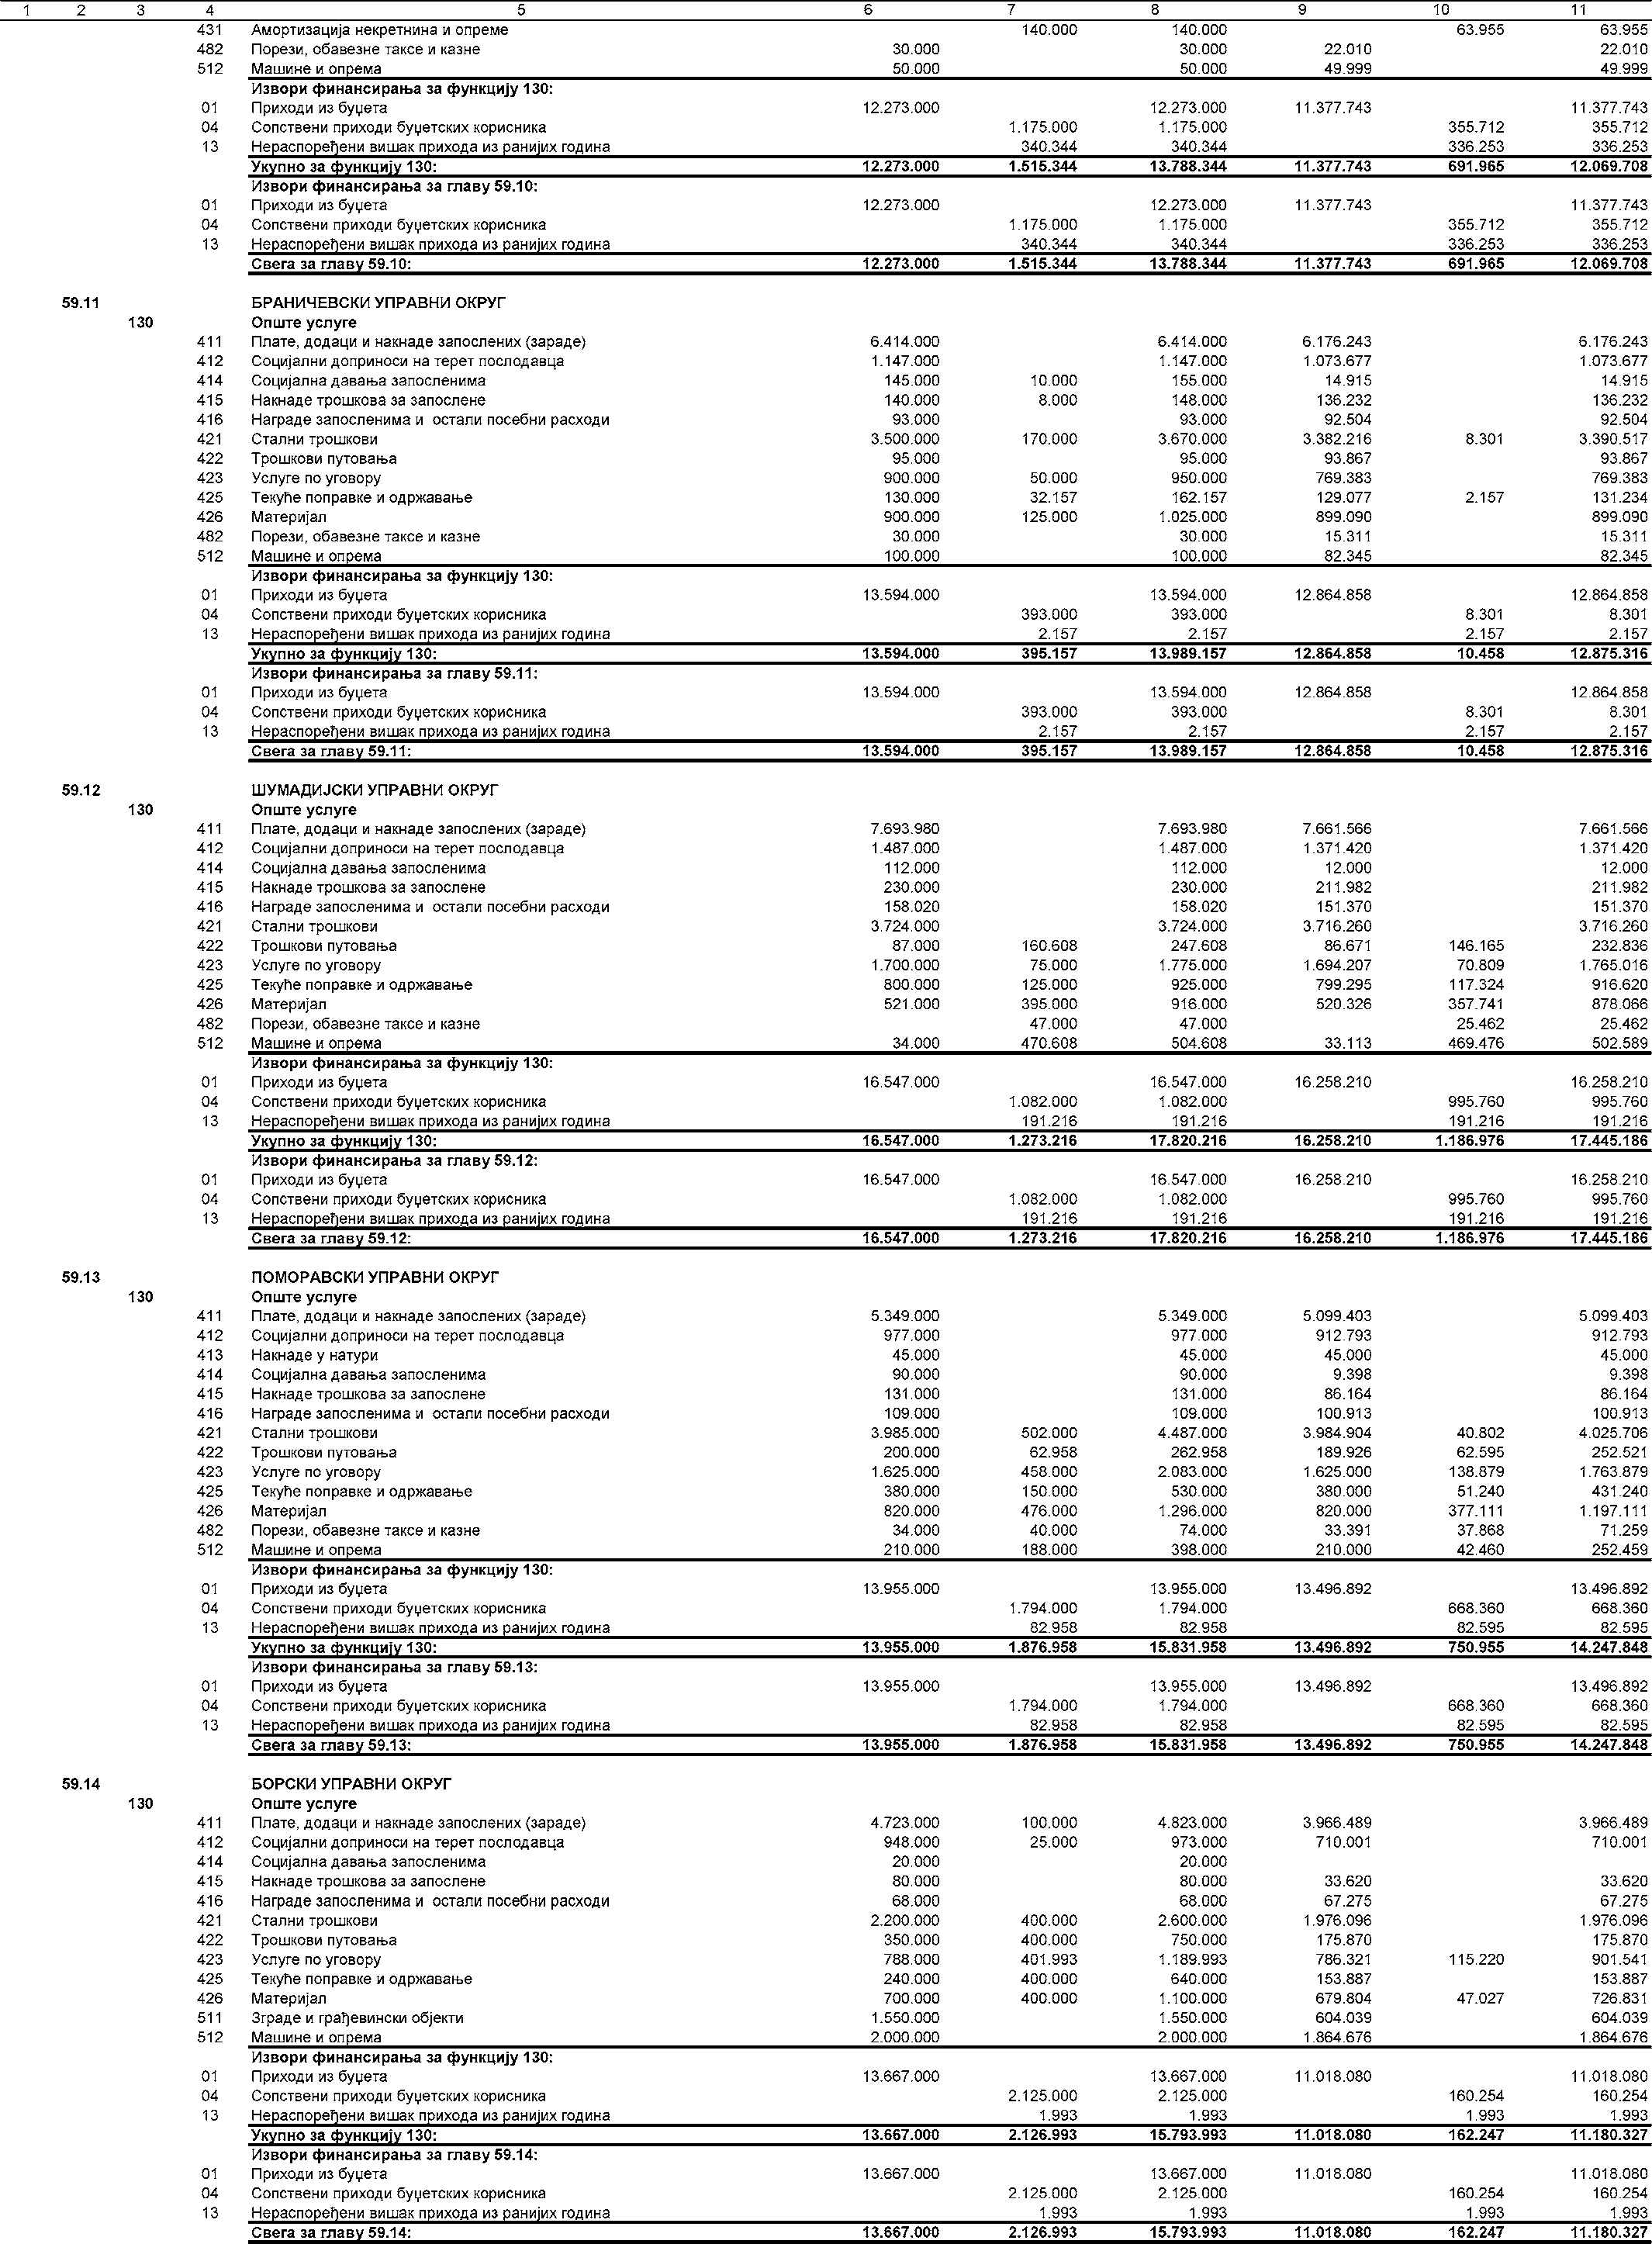 1 2 3 4 5 6 7 8 9 10 11
431 Амортизација некретнина и опреме 140.000 140.000 63.955 63.955
482 Порези, обавезне таксе и казне 30.000 30.000 22.010 22.010
512 Машине и опрема 50.000 50.000 49.999 49.999
Извори финансирања за функцију 130:
01 Приходи из буџета 12.273.000 12.273.000 11.377.743 11.377.743
04 Сопствени приходи буџетских корисника 1.175.000 1.175.000 355.712 355.712
13 Нераспоређени вишак прихода из ранијих година 340.344 340.344 336.253 336.253
Укупно за функцију 130: 12.273.000 1.515.344 13.788.344 11.377.743 691.965 12.069.708
Извори финансирања за главу 59.10:
01 Приходи из буџета 12.273.000 12.273.000 11.377.743 11.377.743
04 Сопствени приходи буџетских корисника 1.175.000 1.175.000 355.712 355.712
13 Нераспоређени вишак прихода из ранијих година 340.344 340.344 336.253 336.253
Свега за главу 59.10: 12.273.000 1.515.344 13.788.344 11.377.743 691.965 12.069.708
59.11 БРАНИЧЕВСКИ УПРАВНИ ОКРУГ
130 Опште услуге
411 Плате, додаци и накнаде запослених (зараде) 6.414.000 6.414.000 6.176.243 6.176.243
412 Социјални доприноси на терет послодавца 1.147.000 1.147.000 1.073.677 1.073.677
414 Социјална давања запосленима 145.000 10.000 155.000 14.915 14.915
415 Накнаде трошкова за запослене 140.000 8.000 148.000 136.232 136.232
416 Награде запосленима и остали посебни расходи 93.000 93.000 92.504 92.504
421 Стални трошкови 3.500.000 170.000 3.670.000 3.382.216 8.301 3.390.517
422 Трошкови путовања 95.000 95.000 93.867 93.867
423 Услуге по уговору 900.000 50.000 950.000 769.383 769.383
425 Текуће поправке и одржавање 130.000 32.157 162.157 129.077 2.157 131.234
426 Материјал 900.000 125.000 1.025.000 899.090 899.090
482 Порези, обавезне таксе и казне 30.000 30.000 15.311 15.311
512 Машине и опрема 100.000 100.000 82.345 82.345
Извори финансирања за функцију 130:
01 Приходи из буџета 13.594.000 13.594.000 12.864.858 12.864.858
04 Сопствени приходи буџетских корисника 393.000 393.000 8.301 8.301
13 Нераспоређени вишак прихода из ранијих година 2.157 2.157 2.157 2.157
Укупно за функцију 130: 13.594.000 395.157 13.989.157 12.864.858 10.458 12.875.316
Извори финансирања за главу 59.11:
01 Приходи из буџета 13.594.000 13.594.000 12.864.858 12.864.858
04 Сопствени приходи буџетских корисника 393.000 393.000 8.301 8.301
13 Нераспоређени вишак прихода из ранијих година 2.157 2.157 2.157 2.157
Свега за главу 59.11: 13.594.000 395.157 13.989.157 12.864.858 10.458 12.875.316
59.12 ШУМАДИЈСКИ УПРАВНИ ОКРУГ
130 Опште услуге
411 Плате, додаци и накнаде запослених (зараде) 7.693.980 7.693.980 7.661.566 7.661.566
412 Социјални доприноси на терет послодавца 1.487.000 1.487.000 1.371.420 1.371.420
414 Социјална давања запосленима 112.000 112.000 12.000 12.000
415 Накнаде трошкова за запослене 230.000 230.000 211.982 211.982
416 Награде запосленима и остали посебни расходи 158.020 158.020 151.370 151.370
421 Стални трошкови 3.724.000 3.724.000 3.716.260 3.716.260
422 Трошкови путовања 87.000 160.608 247.608 86.671 146.165 232.836
423 Услуге по уговору 1.700.000 75.000 1.775.000 1.694.207 70.809 1.765.016
425 Текуће поправке и одржавање 800.000 125.000 925.000 799.295 117.324 916.620
426 Материјал 521.000 395.000 916.000 520.326 357.741 878.066
482 Порези, обавезне таксе и казне 47.000 47.000 25.462 25.462
512 Машине и опрема 34.000 470.608 504.608 33.113 469.476 502.589
Извори финансирања за функцију 130:
01 Приходи из буџета 16.547.000 16.547.000 16.258.210 16.258.210
04 Сопствени приходи буџетских корисника 1.082.000 1.082.000 995.760 995.760
13 Нераспоређени вишак прихода из ранијих година 191.216 191.216 191.216 191.216
Укупно за функцију 130: 16.547.000 1.273.216 17.820.216 16.258.210 1.186.976 17.445.186
Извори финансирања за главу 59.12:
01 Приходи из буџета 16.547.000 16.547.000 16.258.210 16.258.210
04 Сопствени приходи буџетских корисника 1.082.000 1.082.000 995.760 995.760
13 Нераспоређени вишак прихода из ранијих година 191.216 191.216 191.216 191.216
Свега за главу 59.12: 16.547.000 1.273.216 17.820.216 16.258.210 1.186.976 17.445.186
59.13 ПОМОРАВСКИ УПРАВНИ ОКРУГ
130 Опште услуге
411 Плате, додаци и накнаде запослених (зараде) 5.349.000 5.349.000 5.099.403 5.099.403
412 Социјални доприноси на терет послодавца 977.000 977.000 912.793 912.793
413 Накнаде у натури 45.000 45.000 45.000 45.000
414 Социјална давања запосленима 90.000 90.000 9.398 9.398
415 Накнаде трошкова за запослене 131.000 131.000 86.164 86.164
416 Награде запосленима и остали посебни расходи 109.000 109.000 100.913 100.913
421 Стални трошкови 3.985.000 502.000 4.487.000 3.984.904 40.802 4.025.706
422 Трошкови путовања 200.000 62.958 262.958 189.926 62.595 252.521
423 Услуге по уговору 1.625.000 458.000 2.083.000 1.625.000 138.879 1.763.879
425 Текуће поправке и одржавање 380.000 150.000 530.000 380.000 51.240 431.240
426 Материјал 820.000 476.000 1.296.000 820.000 377.111 1.197.111
482 Порези, обавезне таксе и казне 34.000 40.000 74.000 33.391 37.868 71.259
512 Машине и опрема 210.000 188.000 398.000 210.000 42.460 252.459
Извори финансирања за функцију 130:
01 Приходи из буџета 13.955.000 13.955.000 13.496.892 13.496.892
04 Сопствени приходи буџетских корисника 1.794.000 1.794.000 668.360 668.360
13 Нераспоређени вишак прихода из ранијих година 82.958 82.958 82.595 82.595
Укупно за функцију 130: 13.955.000 1.876.958 15.831.958 13.496.892 750.955 14.247.848
Извори финансирања за главу 59.13:
01 Приходи из буџета 13.955.000 13.955.000 13.496.892 13.496.892
04 Сопствени приходи буџетских корисника 1.794.000 1.794.000 668.360 668.360
13 Нераспоређени вишак прихода из ранијих година 82.958 82.958 82.595 82.595
Свега за главу 59.13: 13.955.000 1.876.958 15.831.958 13.496.892 750.955 14.247.848
59.14 БОРСКИ УПРАВНИ ОКРУГ
130 Опште услуге
411 Плате, додаци и накнаде запослених (зараде) 4.723.000 100.000 4.823.000 3.966.489 3.966.489
412 Социјални доприноси на терет послодавца 948.000 25.000 973.000 710.001 710.001
414 Социјална давања запосленима 20.000 20.000
415 Накнаде трошкова за запослене 80.000 80.000 33.620 33.620
416 Награде запосленима и остали посебни расходи 68.000 68.000 67.275 67.275
421 Стални трошкови 2.200.000 400.000 2.600.000 1.976.096 1.976.096
422 Трошкови путовања 350.000 400.000 750.000 175.870 175.870
423 Услуге по уговору 788.000 401.993 1.189.993 786.321 115.220 901.541
425 Текуће поправке и одржавање 240.000 400.000 640.000 153.887 153.887
426 Материјал 700.000 400.000 1.100.000 679.804 47.027 726.831
511 Зграде и грађевински објекти 1.550.000 1.550.000 604.039 604.039
512 Машине и опрема 2.000.000 2.000.000 1.864.676 1.864.676
Извори финансирања за функцију 130:
01 Приходи из буџета 13.667.000 13.667.000 11.018.080 11.018.080
04 Сопствени приходи буџетских корисника 2.125.000 2.125.000 160.254 160.254
13 Нераспоређени вишак прихода из ранијих година 1.993 1.993 1.993 1.993
Укупно за функцију 130: 13.667.000 2.126.993 15.793.993 11.018.080 162.247 11.180.327
Извори финансирања за главу 59.14:
01 Приходи из буџета 13.667.000 13.667.000 11.018.080 11.018.080
04 Сопствени приходи буџетских корисника 2.125.000 2.125.000 160.254 160.254
13 Нераспоређени вишак прихода из ранијих година 1.993 1.993 1.993 1.993
Свега за главу 59.14: 13.667.000 2.126.993 15.793.993 11.018.080 162.247 11.180.327